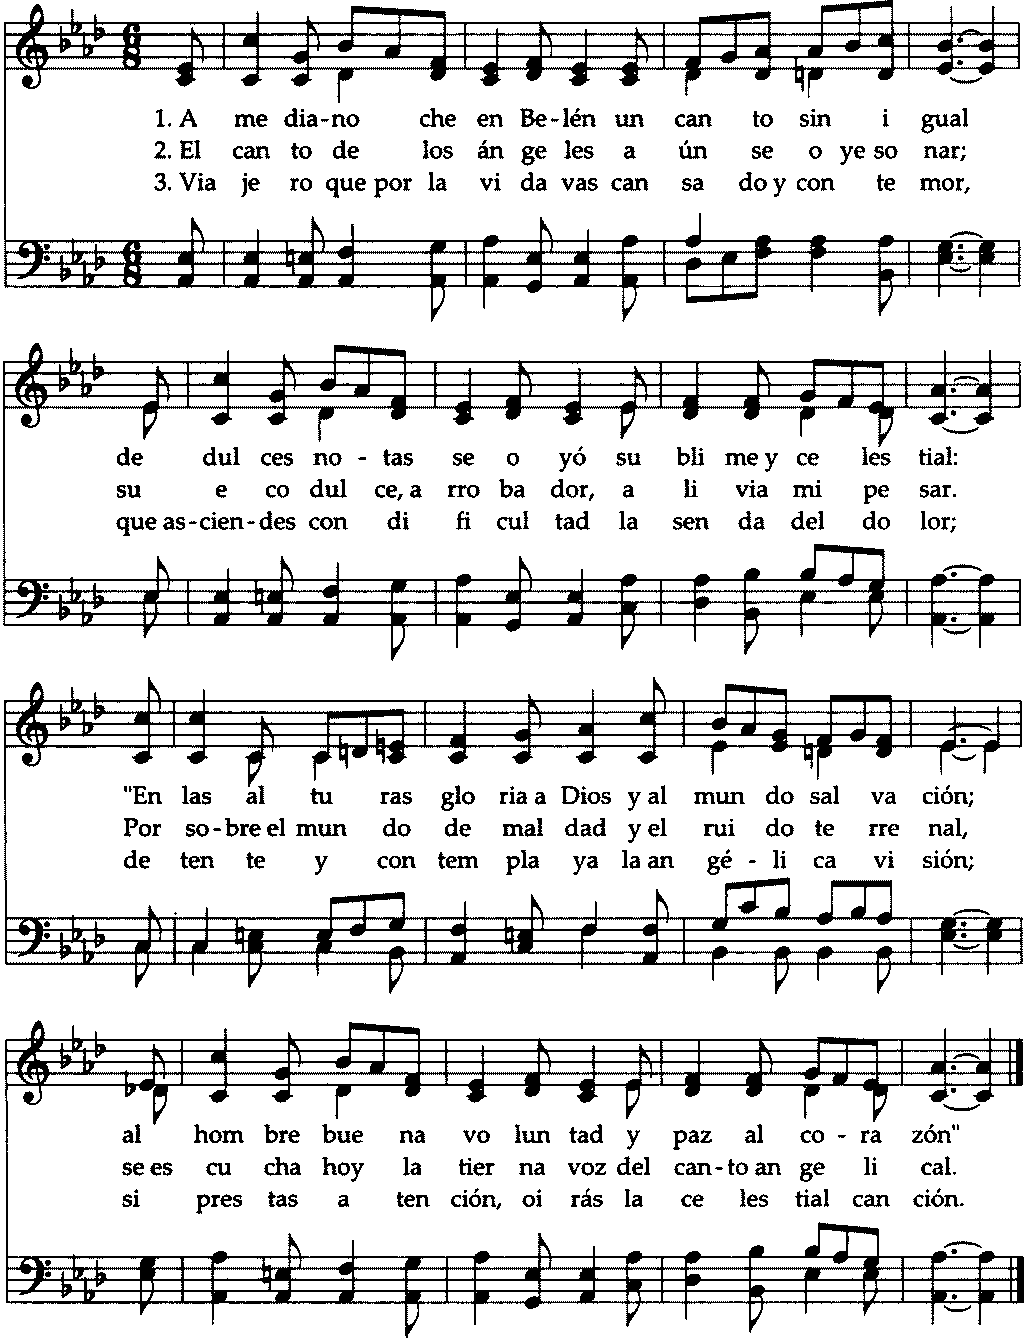 1. A me dia-no che en Be-lén un can to sin i gual
2. El can to de los án ge les a ún se o ye so nar;
3. Via je ro que por la vi da vas can sa do y con te mor,
de dul ces no - tas se o yó su bli me y ce les tial:
su e co dul ce, a rro ba dor, a li via mi pe sar.
que as-cien-des con di fi cul tad la sen da del do lor;
"En las al tu ras glo ria a Dios y al mun do sal va ción;
Por so-bre el mun do de mal dad y el rui do te rre nal,
de ten te y con tem pla ya la an gé - li ca vi sión;
al hom bre bue na vo lun tad y paz al co - ra zón"
se es cu cha hoy la tier na voz del can-to an ge li cal.
si pres tas a ten ción, oi rás la ce les tial can ción.